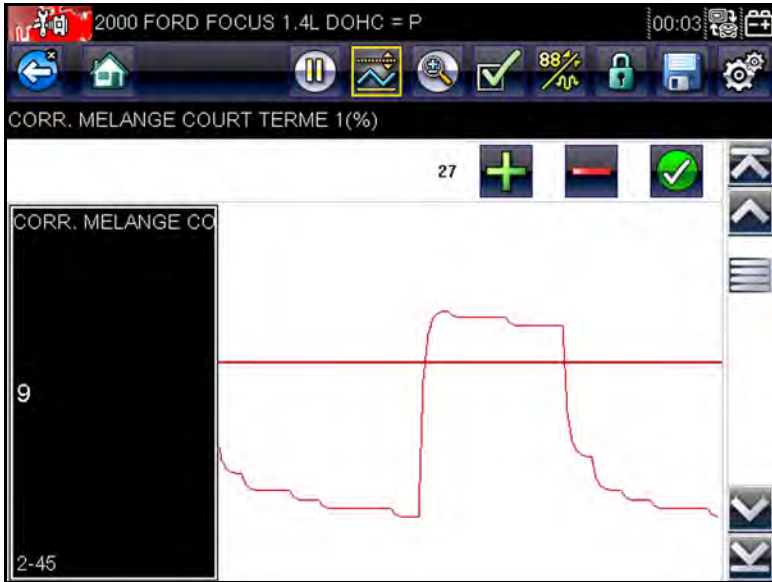 2000 FORD FOCUS 1.4L DOHC = P
00:03
88
CORR. MELANGE COURT TERME 1(%)
27
CORR. MELANGE CO
9
2-45